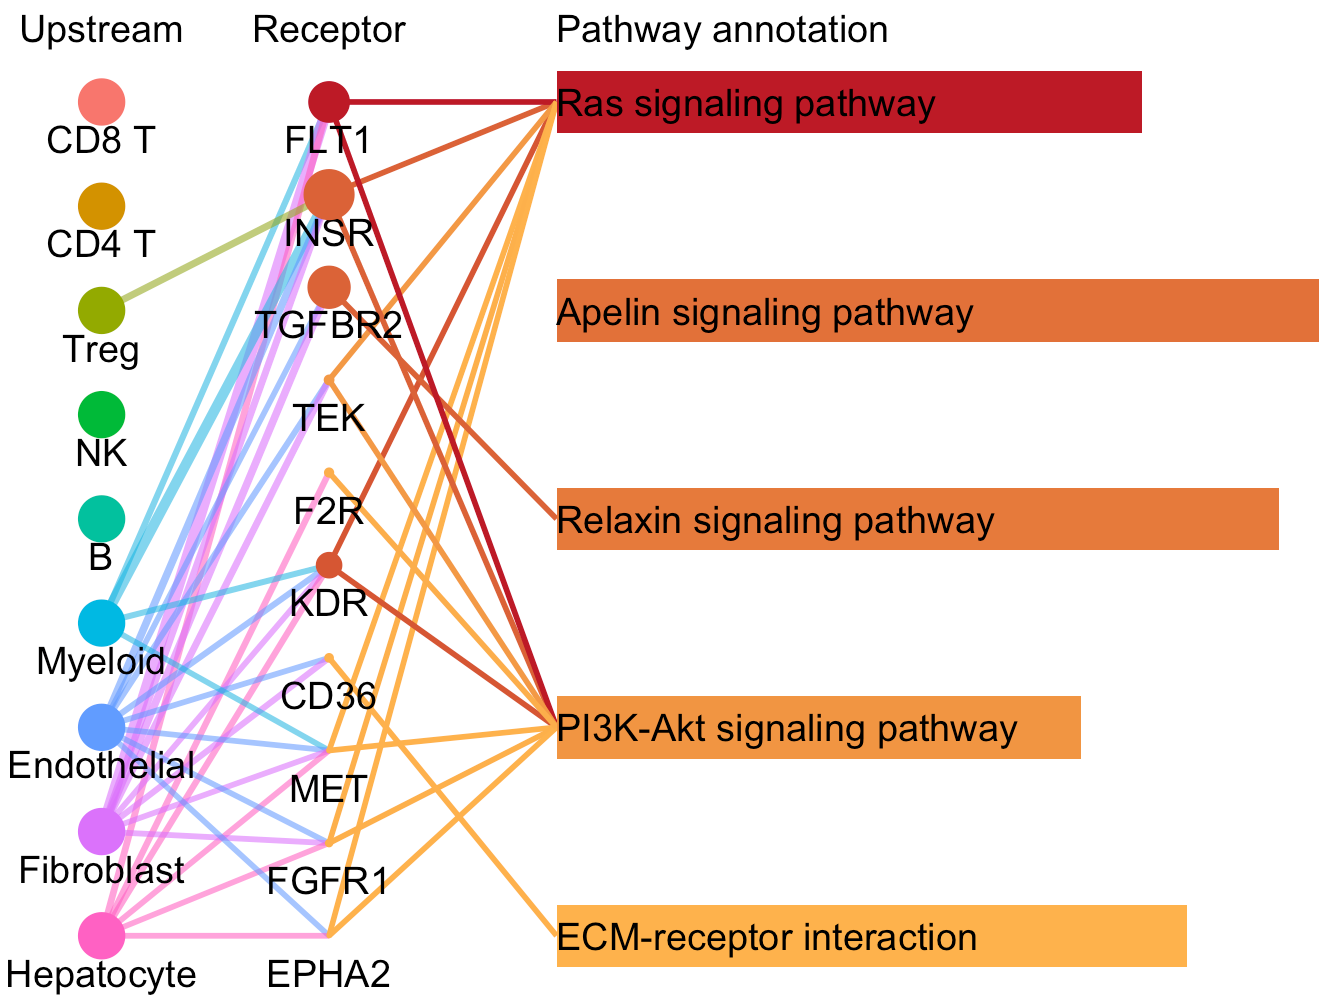 Upstream
Receptor
Pathway annotation
CD8 T
CD4 T
Treg
NK
B
Myeloid
Endothelial
Fibroblast
Hepatocyte
FLT1
INSR
TGFBR2
TEK
F2R
KDR
CD36
MET
FGFR1
EPHA2
Ras signaling pathway
Apelin signaling pathway
Relaxin signaling pathway
PI3K-Akt signaling pathway
ECM-receptor interaction